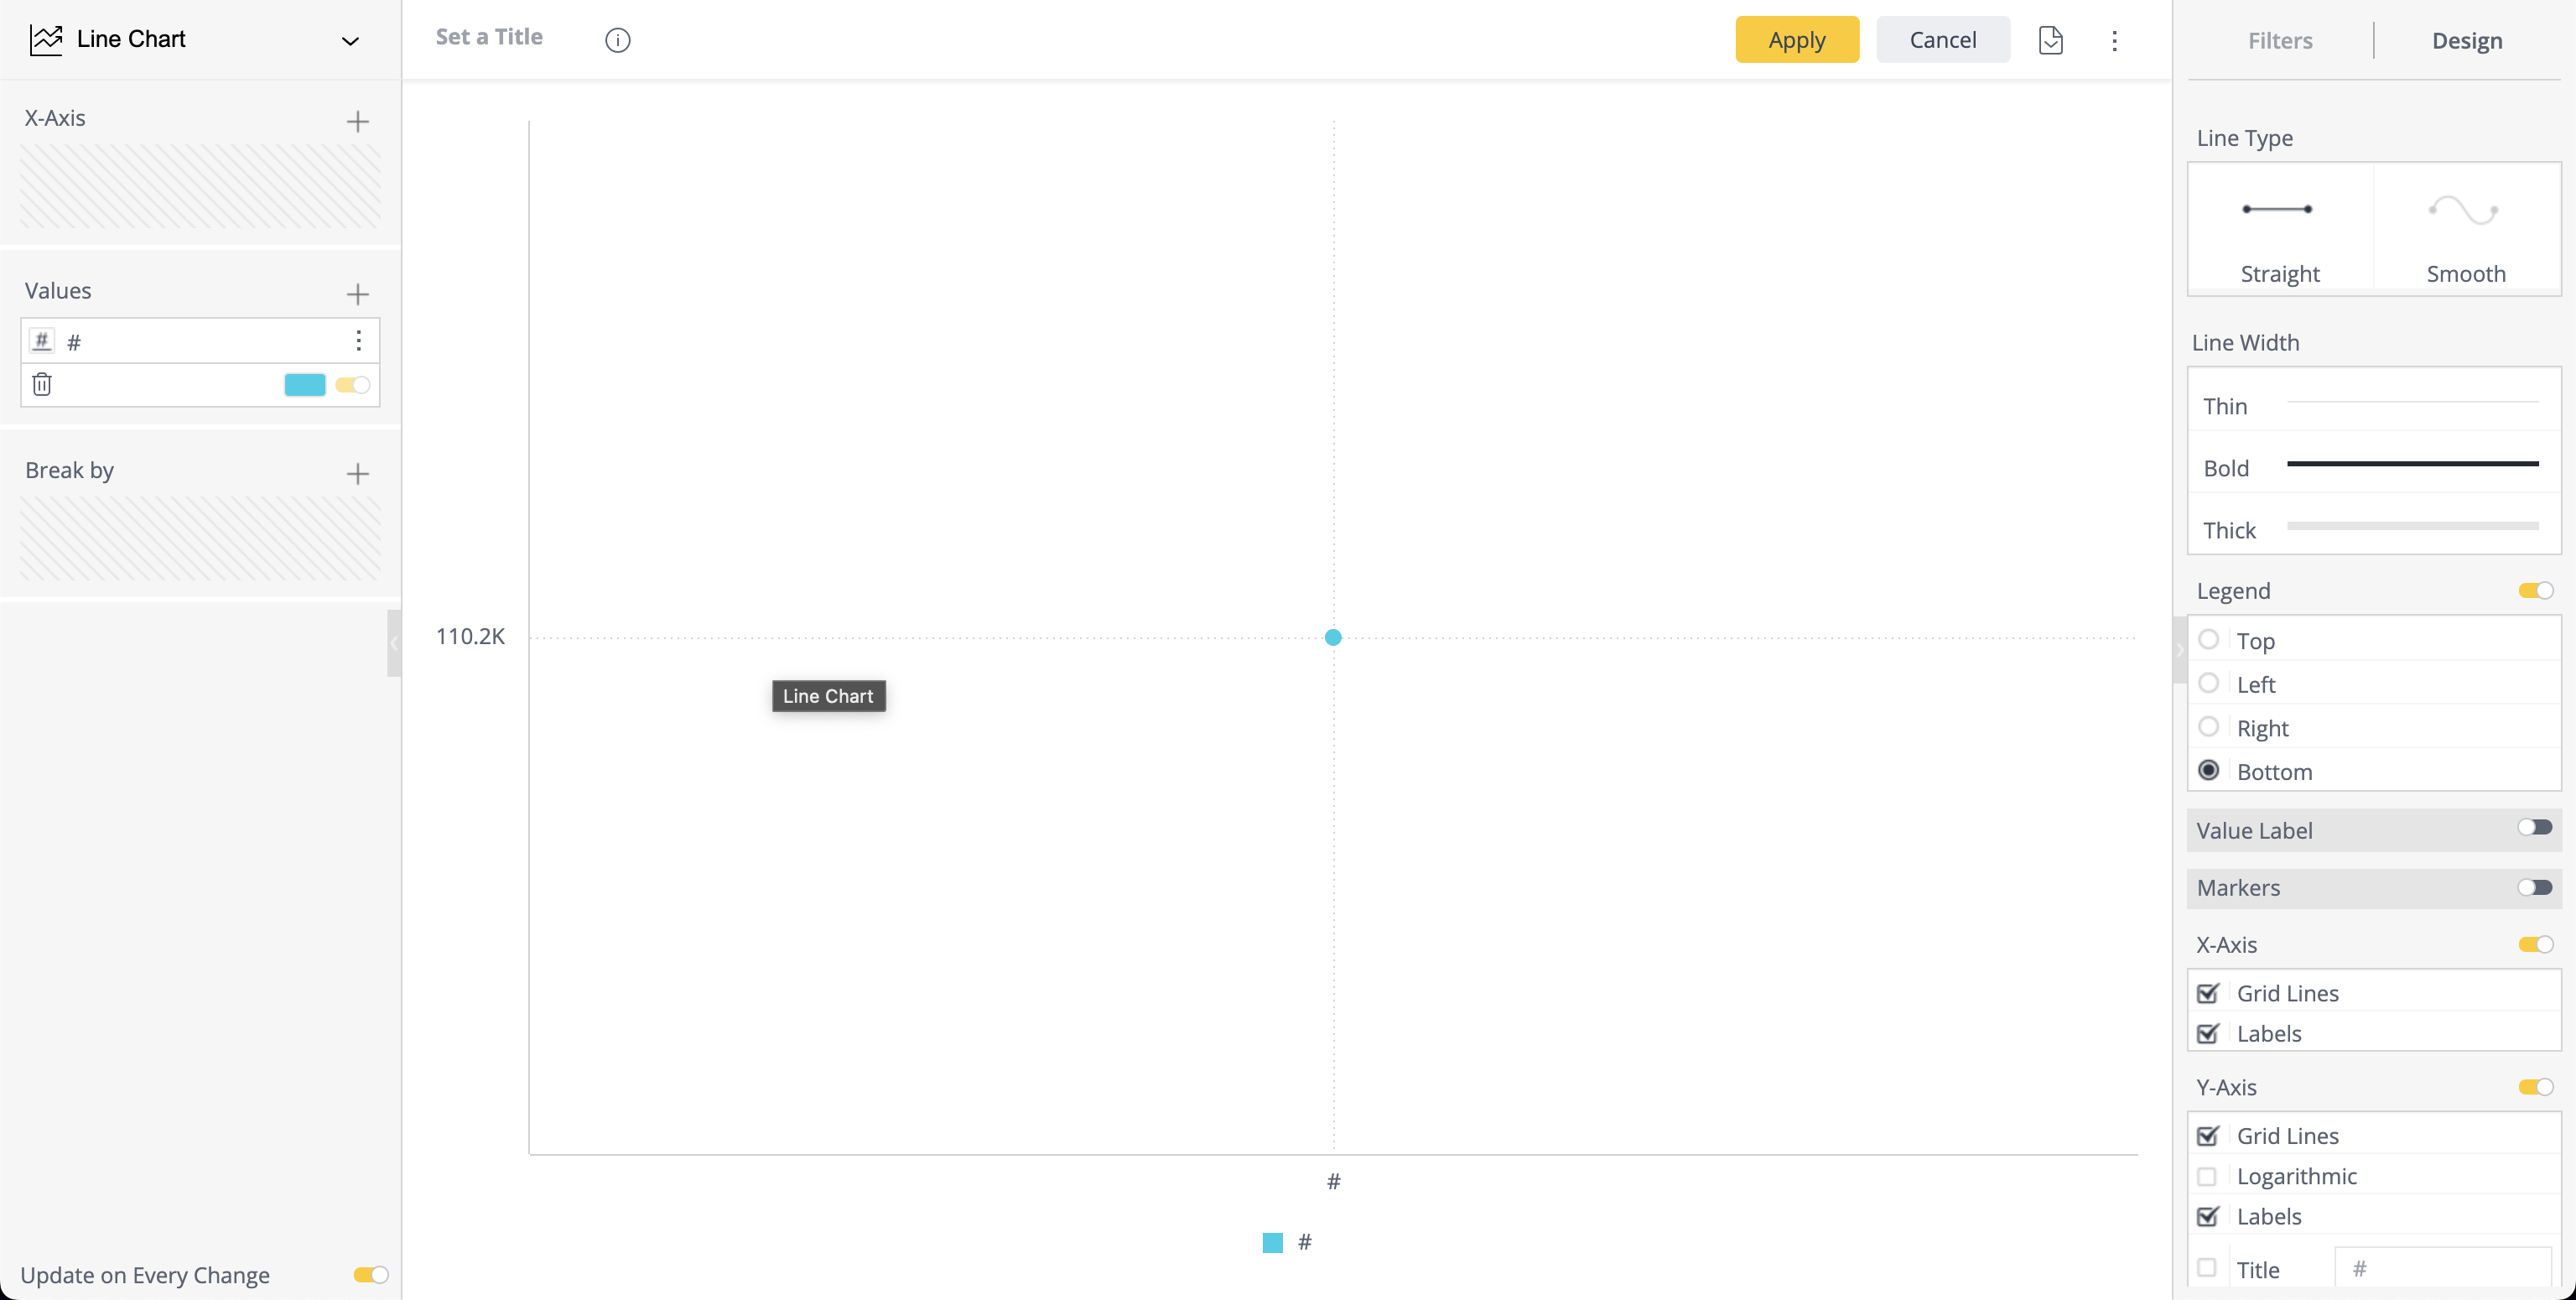 Line Chart
Set a Title
Apply
Cancel
Filters
Design
X-Axis
Values
# #
Break by
Update on Every Change
110.2K
Line Chart
#
#
Line Type
Straight
Smooth
Line Width
Thin
Bold
Thick
Legend
Top
Left
Right
Bottom
Value Label
Markers
X-Axis
Grid Lines
Labels
Y-Axis
Grid Lines
Logarithmic
Labels
Title #